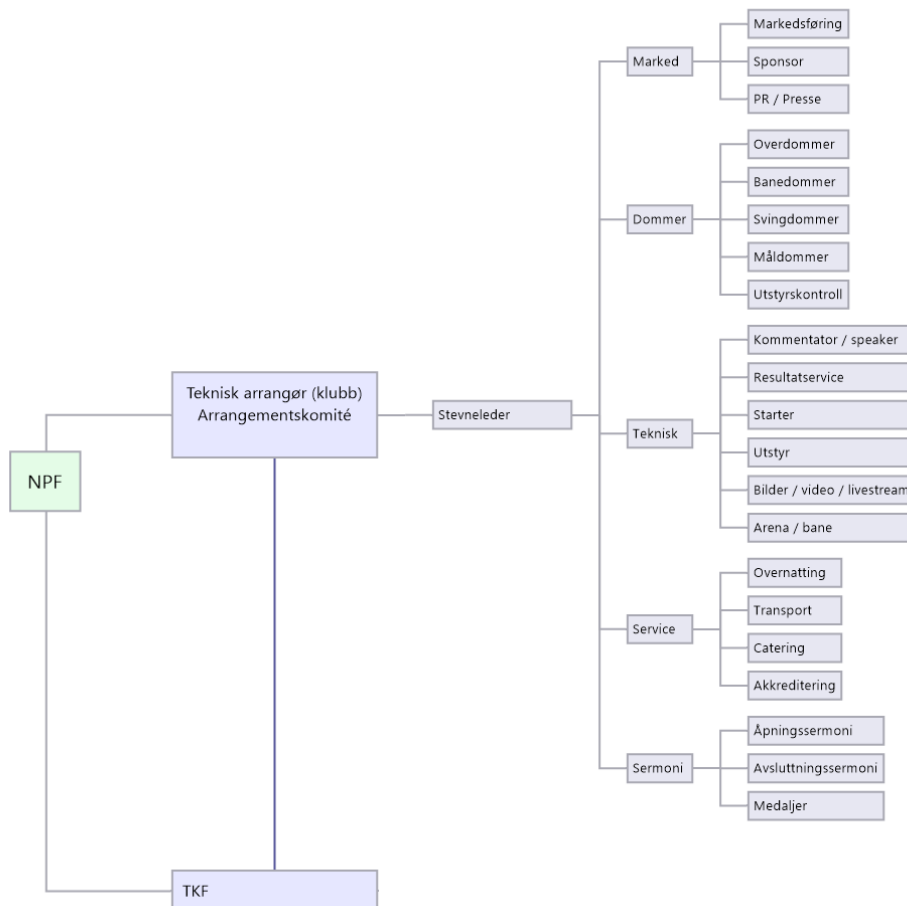 NPF
Teknisk arrangør (klubb)
Arrangementskomité
Stevneleder
Marked
Markedsføring
Sponsor
PR / Presse
Dommer
Overdommer
Banedommer
Svingdommer
Måldommer
Utstyrskontroll
Teknisk
Kommentator / speaker
Resultatservice
Starter
Utstyr
Bilder / video / livestream
Arena / bane
Service
Overnatting
Transport
Catering
Akkreditering
Sermoni
Åpningssermoni
Avsluttningssermoni
Medaljer
TKF